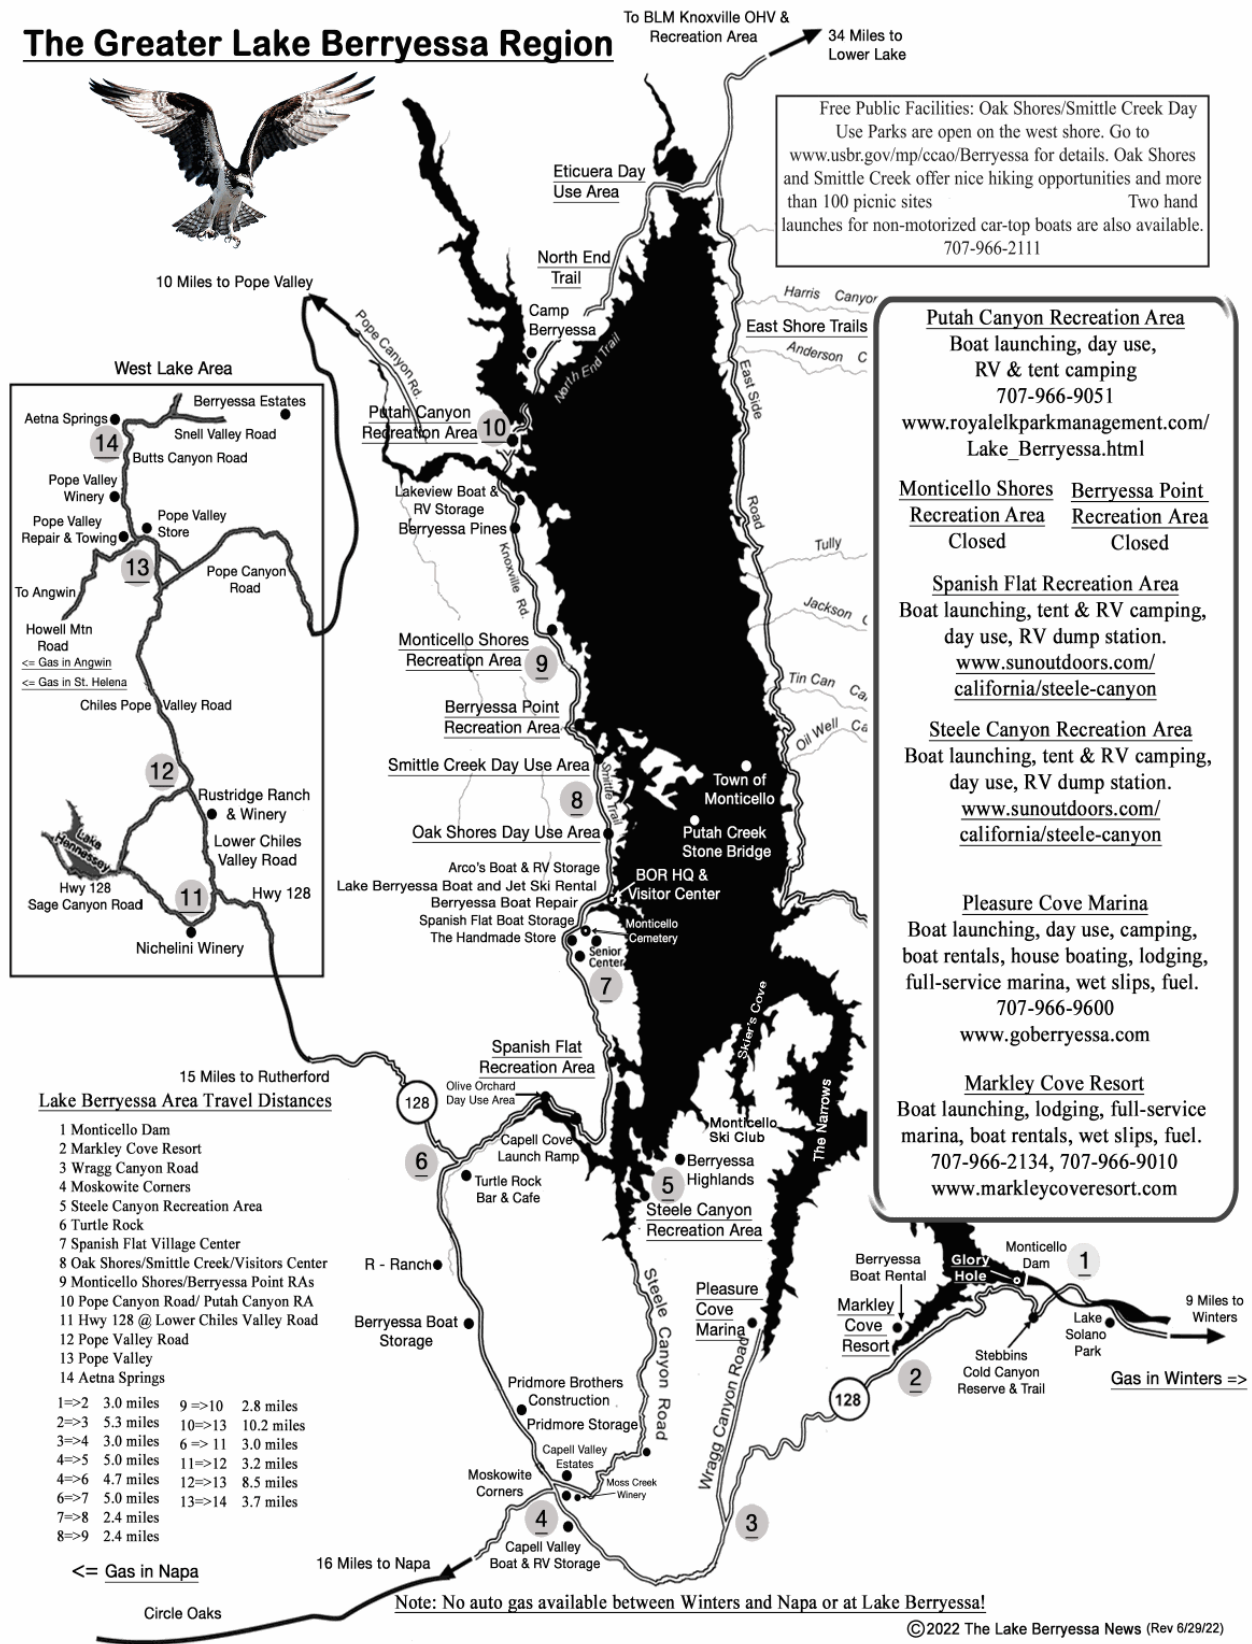 The Greater Lake Berryessa Region
To BLM Knoxville OHV &
Recreation Area
34 Miles to
Lower Lake
Free Public Facilities: Oak Shores/Smittle Creek Day
Use Parks are open on the west shore. Go to
www.usbr.gov/mp/ccao/Berryessa for details. Oak Shores
and Smittle Creek offer nice hiking opportunities and more
than 100 picnic sites Two hand
launches for non-motorized car-top boats are also available.
707-966-2111
Eticuera Day
Use Area
North End
Trail
Camp
Berryessa
North End Trail
10 Miles to Pope Valley
Pope Canyon Rd.
Harris Canyon
East Shore Trails
Anderson C
East Side
Road
Tully
Jackson C
Tin Can Ca
Oil Well Ca
Putah Canyon
Recreation Area
10
Lakeview Boat &
RV Storage
Berryessa Pines
Knoxville Rd.
Monticello Shores
Recreation Area
9
Berryessa Point
Recreation Area
Smittle Creek Day Use Area
8
Smittle Trail
Oak Shores Day Use Area
Town of
Monticello
Putah Creek
Stone Bridge
BOR HQ &
Visitor Center
Arco's Boat & RV Storage
Lake Berryessa Boat and Jet Ski Rental
Berryessa Boat Repair
Spanish Flat Boat Storage
The Handmade Store
Monticello
Cemetery
Senior
Center
7
Skier's Cove
The Narrows
Spanish Flat
Recreation Area
Olive Orchard
Day Use Area
Capell Cove
Launch Ramp
Monticello
Ski Club
Berryessa
Highlands
5
Steele Canyon
Recreation Area
128
6
Turtle Rock
Bar & Cafe
R - Ranch
Berryessa Boat
Storage
Steele Canyon Road
Pleasure
Cove
Marina
Wragg Canyon Road
Pridmore Brothers
Construction
Pridmore Storage
Capell Valley
Estates
Moss Creek
Winery
Moskowite
Corners
4
Capell Valley
Boat & RV Storage
3
16 Miles to Napa
Circle Oaks
West Lake Area
Aetna Springs
Berryessa Estates
14
Snell Valley Road
Butts Canyon Road
Pope Valley
Winery
Pope Valley
Repair & Towing
Pope Valley
Store
13
Pope Canyon
Road
To Angwin
Howell Mtn
Road
<= Gas in Angwin
<= Gas in St. Helena
Chiles Pope Valley Road
12
Rustridge Ranch
& Winery
Lake
Hennessey
Lower Chiles
Valley Road
Hwy 128
Sage Canyon Road
11
Hwy 128
Nichelini Winery
15 Miles to Rutherford
Putah Canyon Recreation Area
Boat launching, day use,
RV & tent camping
707-966-9051
www.royalelkparkmanagement.com/
Lake_Berryessa.html
Monticello Shores
Recreation Area
Closed
Berryessa Point
Recreation Area
Closed
Spanish Flat Recreation Area
Boat launching, tent & RV camping,
day use, RV dump station.
www.sunoutdoors.com/
california/steele-canyon
Steele Canyon Recreation Area
Boat launching, tent & RV camping,
day use, RV dump station.
www.sunoutdoors.com/
california/steele-canyon
Pleasure Cove Marina
Boat launching, day use, camping,
boat rentals, house boating, lodging,
full-service marina, wet slips, fuel.
707-966-9600
www.goberryessa.com
Markley Cove Resort
Boat launching, lodging, full-service
marina, boat rentals, wet slips, fuel.
707-966-2134, 707-966-9010
www.markleycoveresort.com
Berryessa
Boat Rental
Glory
Hole
Monticello
Dam
1
Markley
Cove
Resort
2
128
Stebbins
Cold Canyon
Reserve & Trail
Lake
Solano
Park
9 Miles to
Winters
Gas in Winters =>
Lake Berryessa Area Travel Distances
1 Monticello Dam
2 Markley Cove Resort
3 Wragg Canyon Road
4 Moskowite Corners
5 Steele Canyon Recreation Area
6 Turtle Rock
7 Spanish Flat Village Center
8 Oak Shores/Smittle Creek/Visitors Center
9 Monticello Shores/Berryessa Point RAs
10 Pope Canyon Road/ Putah Canyon RA
11 Hwy 128 @ Lower Chiles Valley Road
12 Pope Valley Road
13 Pope Valley
14 Aetna Springs
1=>2 3.0 miles
2=>3 5.3 miles
3=>4 3.0 miles
4=>5 5.0 miles
4=>6 4.7 miles
6=>7 5.0 miles
7=>8 2.4 miles
8=>9 2.4 miles
9 =>10 2.8 miles
10=>13 10.2 miles
6 => 11 3.0 miles
11=>12 3.2 miles
12=>13 8.5 miles
13=>14 3.7 miles
<= Gas in Napa
Note: No auto gas available between Winters and Napa or at Lake Berryessa!
©2022 The Lake Berryessa News (Rev 6/29/22)